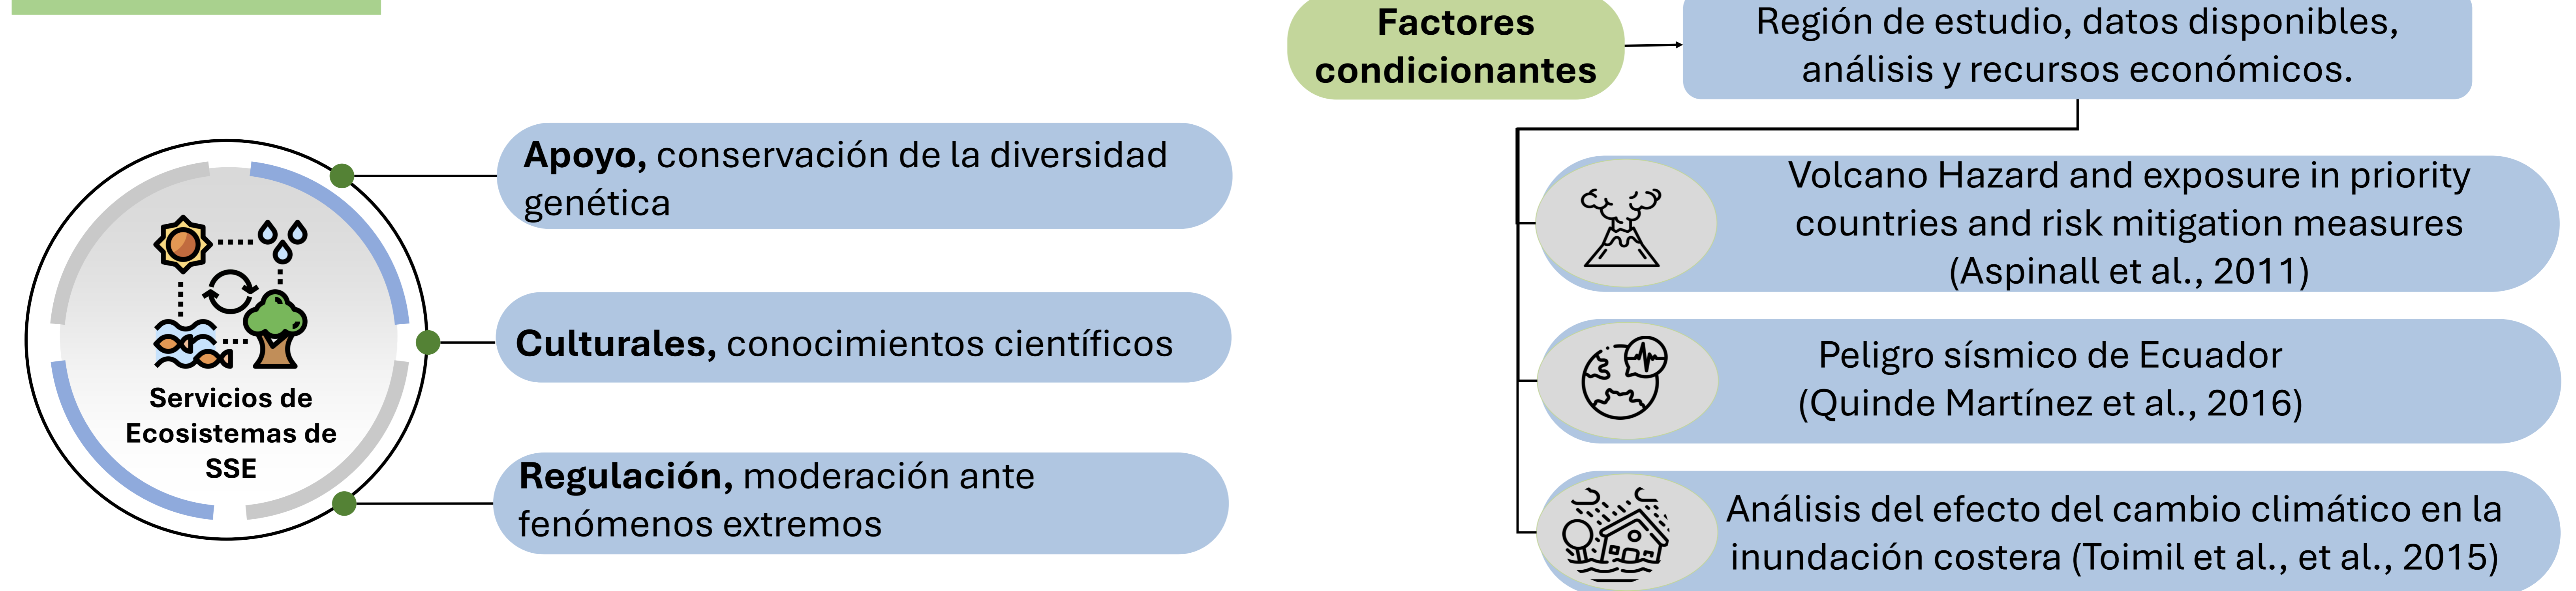 Apoyo, conservación de la diversidad
genética
Culturales, conocimientos científicos
Regulación, moderación ante
fenómenos extremos
Servicios de
Ecosistemas de
SSE
Factores
condicionantes
Región de estudio, datos disponibles,
análisis y recursos económicos.
Volcano Hazard and exposure in priority
countries and risk mitigation measures
(Aspinall et al., 2011)
Peligro sísmico de Ecuador
(Quinde Martínez et al., 2016)
Análisis del efecto del cambio climático en la
inundación costera (Toimil et al., et al., 2015)